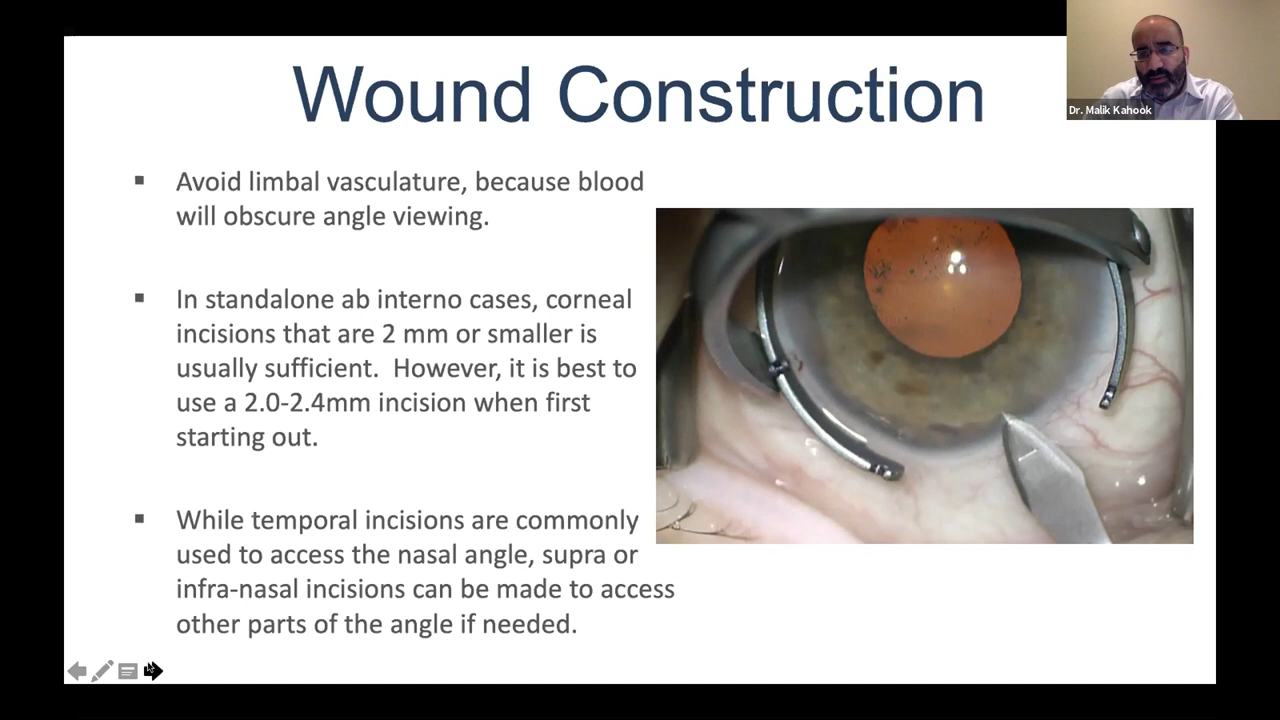 Wound Construction
Dr. Malik Kahook
▪ Avoid limbal vasculature, because blood
will obscure angle viewing.
▪ In standalone ab interno cases, corneal
incisions that are 2 mm or smaller is
usually sufficient.  However, it is best to
use a 2.0-2.4mm incision when first
starting out.
▪ While temporal incisions are commonly
used to access the nasal angle, supra or
infra-nasal incisions can be made to access
other parts of the angle if needed.